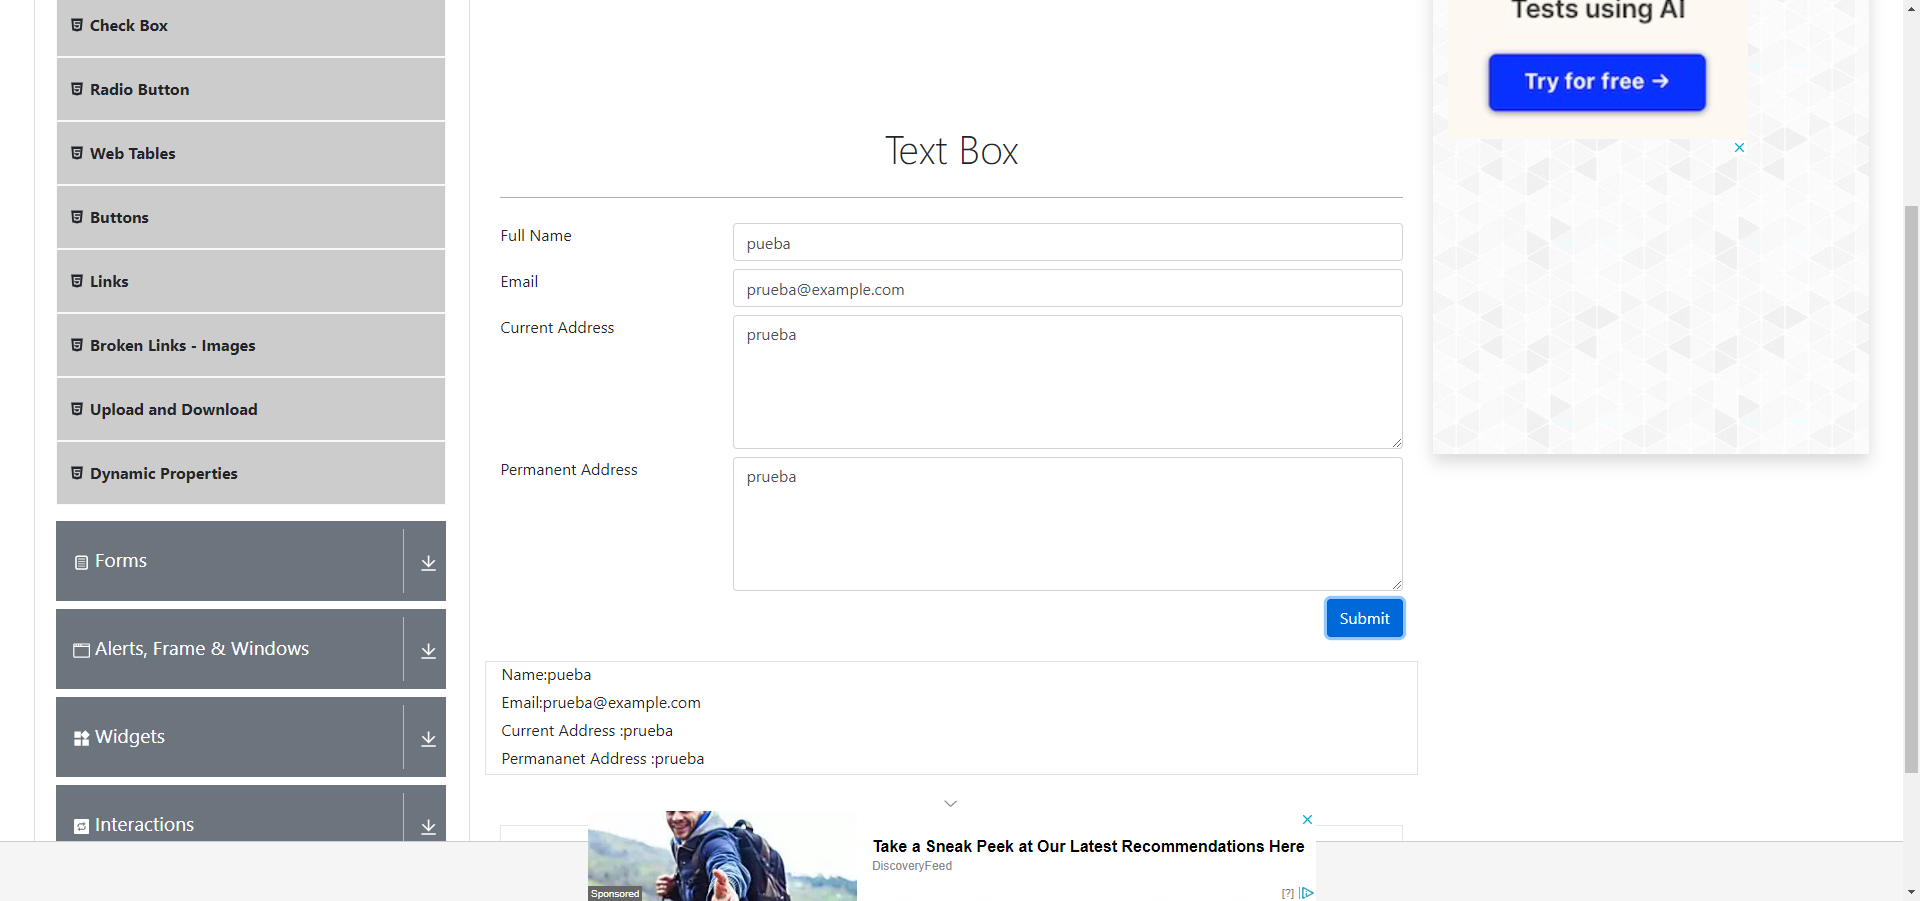 Check Box
Radio Button
Web Tables
Buttons
Links
Broken Links - Images
Upload and Download
Dynamic Properties
Forms
Alerts, Frame & Windows
Widgets
Interactions
Text Box
Full Name
pueba
Email
prueba@example.com
Current Address
prueba
Permanent Address
prueba
Submit
Name:pueba
Email:prueba@example.com
Current Address :prueba
Permananet Address :prueba
Tests using AI
Try for free →
Take a Sneak Peek at Our Latest Recommendations Here
DiscoveryFeed
Sponsored
[?]